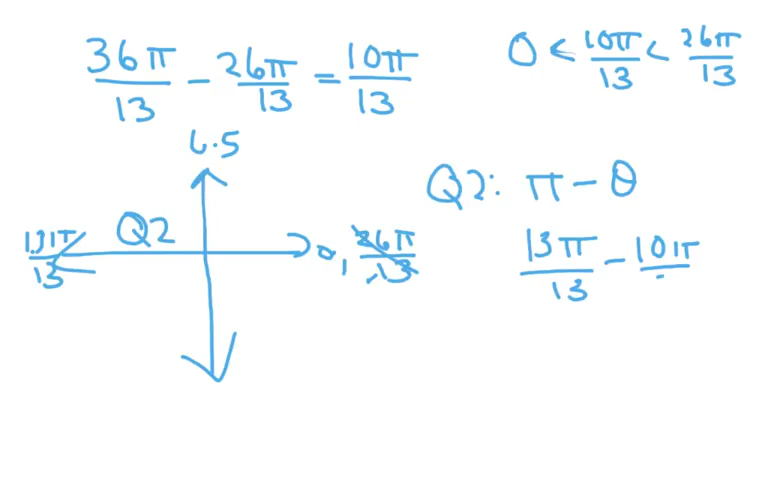 36π/13 − 26π/13 = 10π/13
0 < 10π/13 < 26π/13
6.5
Q2: π − θ
13π/13
Q2
0, 26π/13
13π/13 − 10π